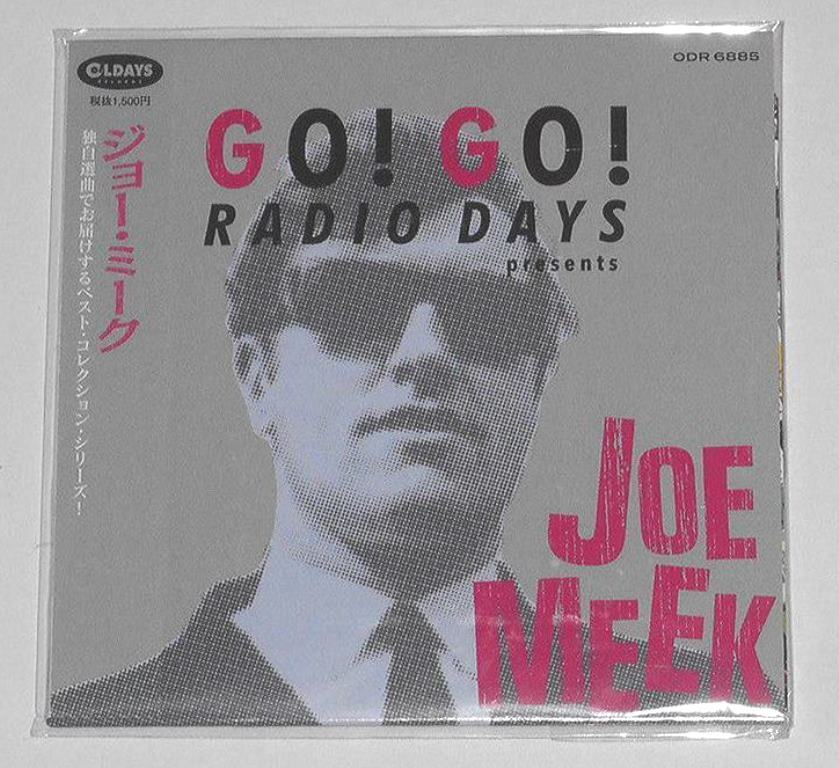 OLDAYS
RECORDS
税抜1,500円
ジョー・ミーク
独自選曲でお届けするベスト・コレクション・シリーズ!
ODR 6885
GO! GO!
RADIO DAYS
presents
JOE
MEEK